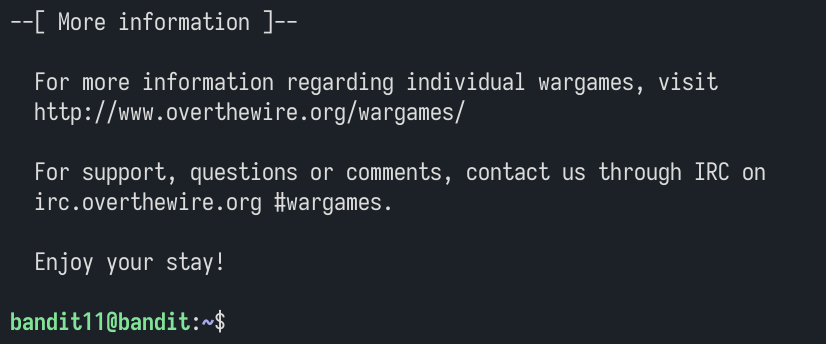 --[ More information ]--
For more information regarding individual wargames, visit
http://www.overthewire.org/wargames/
For support, questions or comments, contact us through IRC on
irc.overthewire.org #wargames.
Enjoy your stay!
bandit11@bandit:~$